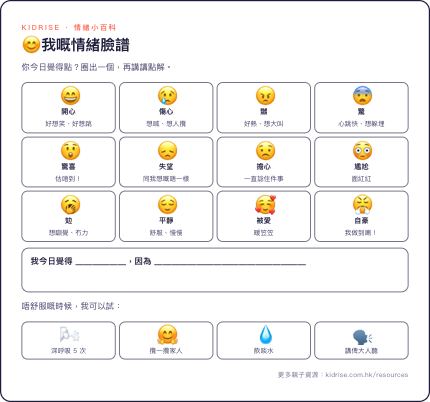 KIDRISE · 情緒小百科
😊我嘅情緒臉譜
你今日覺得點？圈出一個，再講講點解。
開心
好想笑、好想跳
傷心
想喊、想人攬
嬲
好熱、想大叫
驚
心跳快、想躲埋
驚喜
估唔到！
失望
同我想嘅唔一樣
擔心
一直諗住件事
尷尬
面紅紅
攰
想瞓覺、冇力
平靜
舒服、慢慢
被愛
暖笠笠
自豪
我做到喇！
我今日覺得 __________，因為 ______________________________
唔舒服嘅時候，我可以試：
深呼吸 5 次
攬一攬家人
飲啖水
講俾大人聽
更多親子資源：kidrise.com.hk/resources